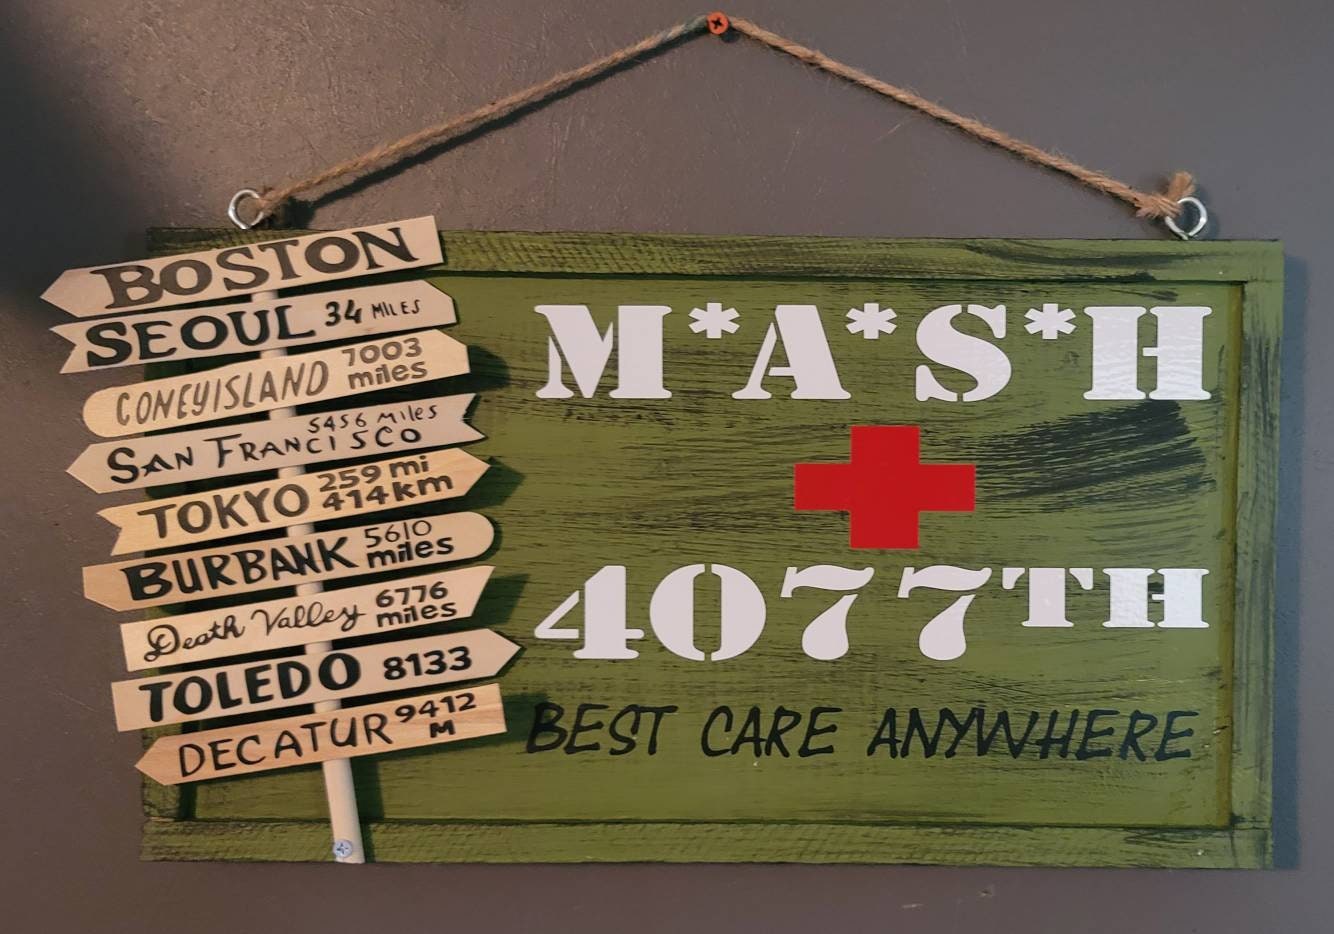 BOSTON
SEOUL 34 MILES
CONEYISLAND 7003 miles
5456 miles
SAN FRANCISCO
TOKYO 259 mi 414 km
BURBANK 5610 miles
Death Valley 6776 miles
TOLEDO 8133
DECATUR 9412 M
M*A*S*H
4077TH
BEST CARE ANYWHERE